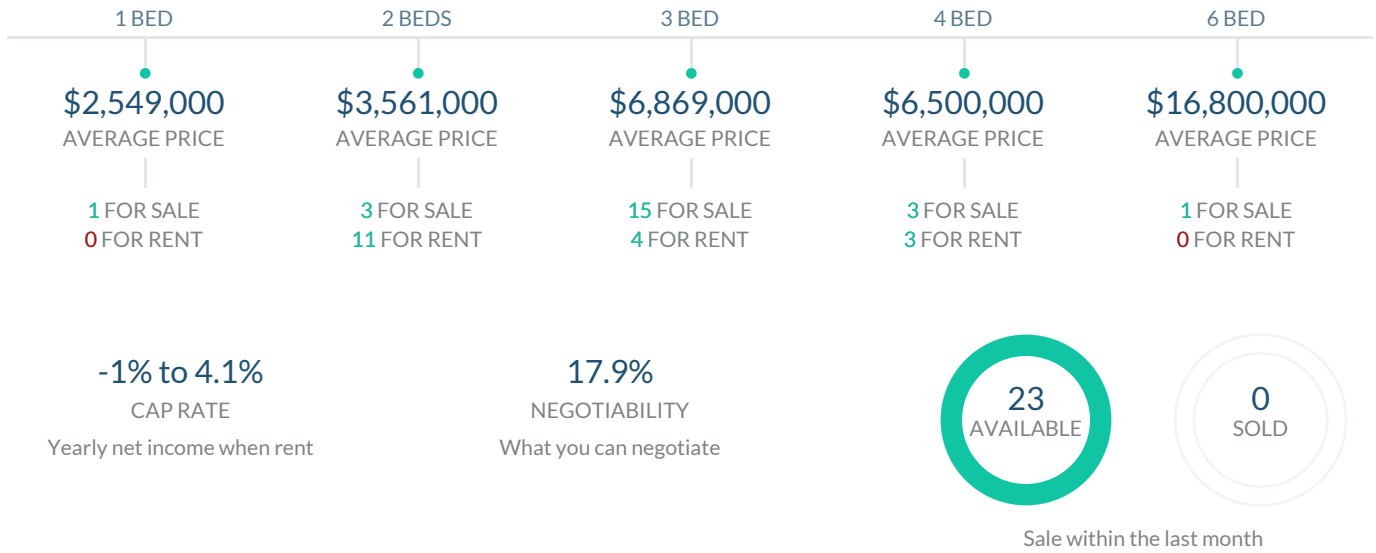 1 BED
2 BEDS
3 BED
4 BED
6 BED
$2,549,000
$3,561,000
$6,869,000
$6,500,000
$16,800,000
AVERAGE PRICE
AVERAGE PRICE
AVERAGE PRICE
AVERAGE PRICE
AVERAGE PRICE
1 FOR SALE
3 FOR SALE
15 FOR SALE
3 FOR SALE
1 FOR SALE
0 FOR RENT
11 FOR RENT
4 FOR RENT
3 FOR RENT
0 FOR RENT
-1% to 4.1%
CAP RATE
Yearly net income when rent
17.9%
NEGOTIABILITY
What you can negotiate
23
AVAILABLE
0
SOLD
Sale within the last month